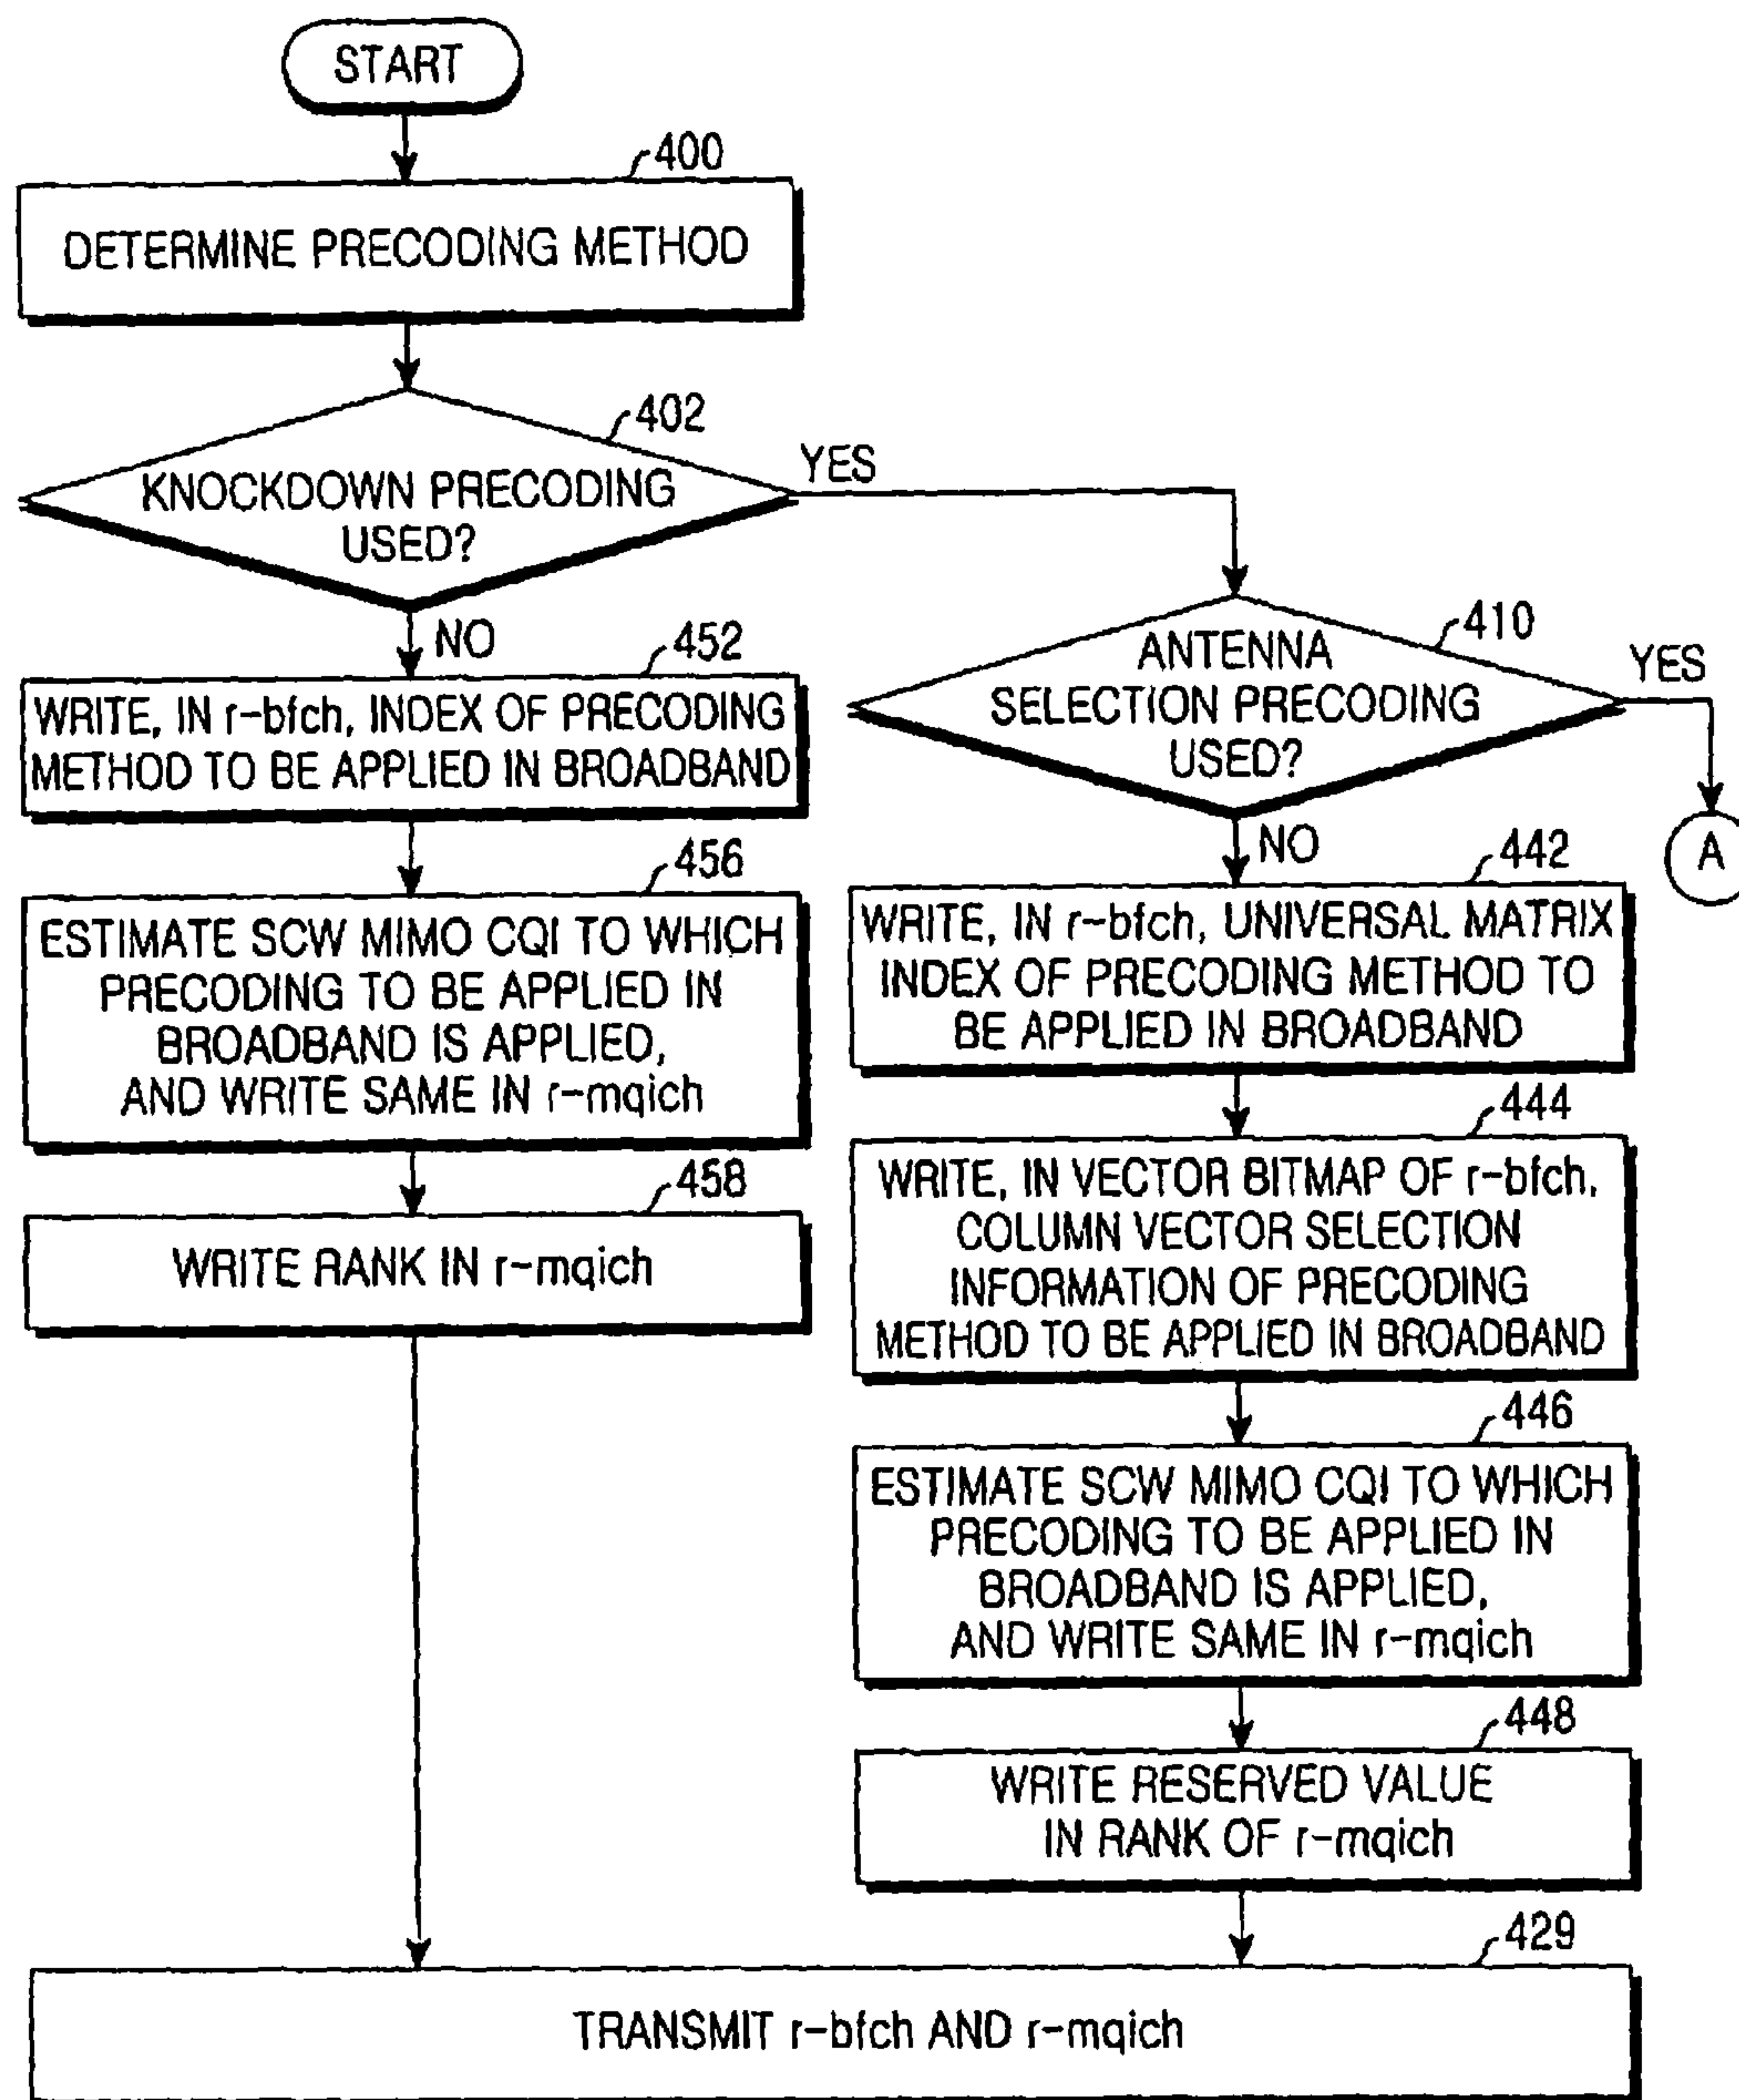 START
400
DETERMINE PRECODING METHOD
402
KNOCKDOWN PRECODING
USED?
YES
NO
452
WRITE, IN r-bfch, INDEX OF PRECODING
METHOD TO BE APPLIED IN BROADBAND
456
ESTIMATE SCW MIMO CQI TO WHICH
PRECODING TO BE APPLIED IN
BROADBAND IS APPLIED,
AND WRITE SAME IN r-mqich
458
WRITE RANK IN r-mqich
410
ANTENNA
SELECTION PRECODING
USED?
YES
A
NO
442
WRITE, IN r-bfch, UNIVERSAL MATRIX
INDEX OF PRECODING METHOD TO
BE APPLIED IN BROADBAND
444
WRITE, IN VECTOR BITMAP OF r-bfch,
COLUMN VECTOR SELECTION
INFORMATION OF PRECODING
METHOD TO BE APPLIED IN BROADBAND
446
ESTIMATE SCW MIMO CQI TO WHICH
PRECODING TO BE APPLIED IN
BROADBAND IS APPLIED,
AND WRITE SAME IN r-mqich
448
WRITE RESERVED VALUE
IN RANK OF r-mqich
429
TRANSMIT r-bfch AND r-mqich